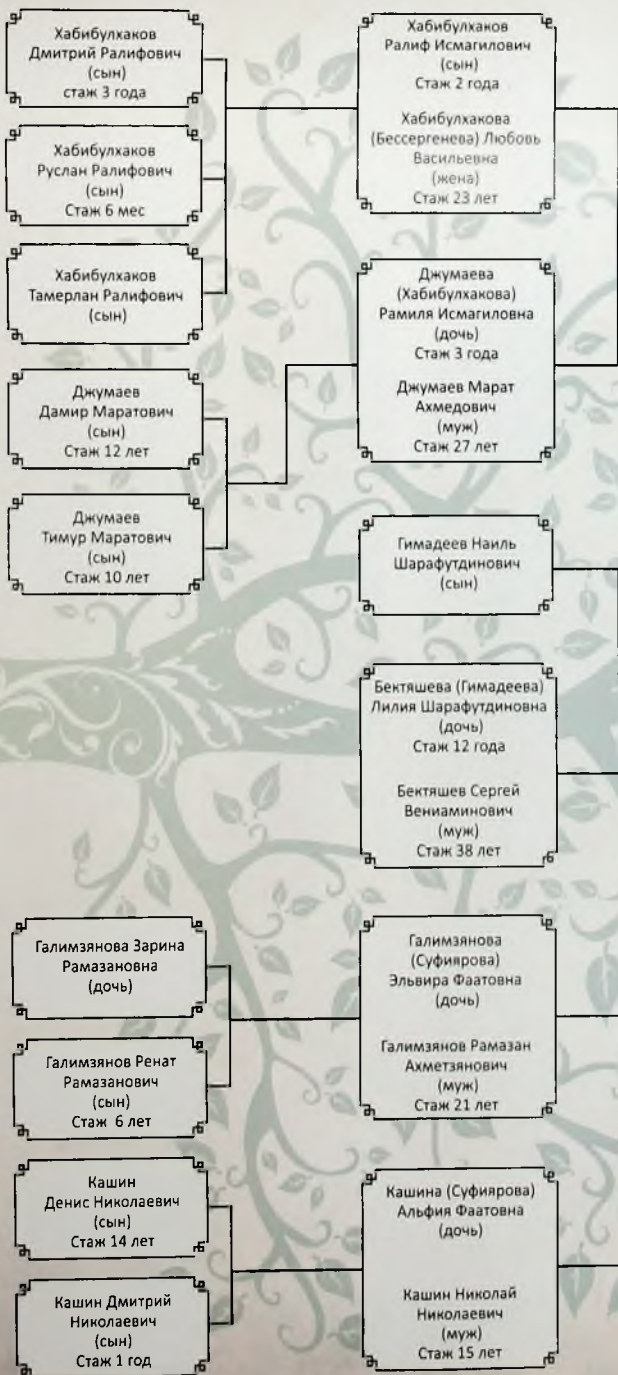 Хабибулхаков
Дмитрий Ралифович
(сын)
стаж 3 года
Хабибулхаков
Руслан Ралифович
(сын)
Стаж 6 мес
Хабибулхаков
Тамерлан Ралифович
(сын)
Джумаев
Дамир Маратович
(сын)
Стаж 12 лет
Джумаев
Тимур Маратович
(сын)
Стаж 10 лет
Галимзянова Зарина
Рамазановна
(дочь)
Галимзянов Ренат
Рамазанович
(сын)
Стаж 6 лет
Кашин
Денис Николаевич
(сын)
Стаж 14 лет
Кашин Дмитрий
Николаевич
(сын)
Стаж 1 год
Хабибулхаков
Ралиф Исмагилович
(сын)
Стаж 2 года
Хабибулхакова
(Бессергенева) Любовь
Васильевна
(жена)
Стаж 23 лет
Джумаева
(Хабибулхакова)
Рамиля Исмагиловна
(дочь)
Стаж 3 года
Джумаев Марат
Ахмедович
(муж)
Стаж 27 лет
Гимадеев Наиль
Шарафутдинович
(сын)
Бектяшева (Гимадеева)
Лилия Шарафутдиновна
(дочь)
Стаж 12 года
Бектяшев Сергей
Вениаминович
(муж)
Стаж 38 лет
Галимзянова
(Суфиярова)
Эльвира Фаатовна
(дочь)
Галимзянов Рамазан
Ахметзянович
(муж)
Стаж 21 лет
Кашина (Суфиярова)
Альфия Фаатовна
(дочь)
Кашин Николай
Николаевич
(муж)
Стаж 15 лет